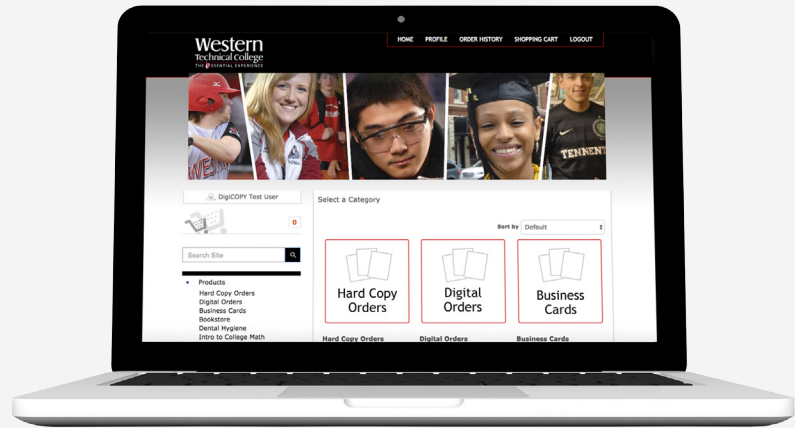 Western
Technical College
THE ESSENTIAL EXPERIENCE
HOME PROFILE ORDER HISTORY SHOPPING CART LOGOUT
WES
TENNEN
DigiCOPY Test User
0
Search Site
Select a Category
Sort by Default
Products
Hard Copy Orders
Digital Orders
Business Cards
Bookstore
Dental Hygiene
Intro to College Math
Hard Copy
Orders
Digital
Orders
Business
Cards
Hard Copy Orders
Digital Orders
Business Cards